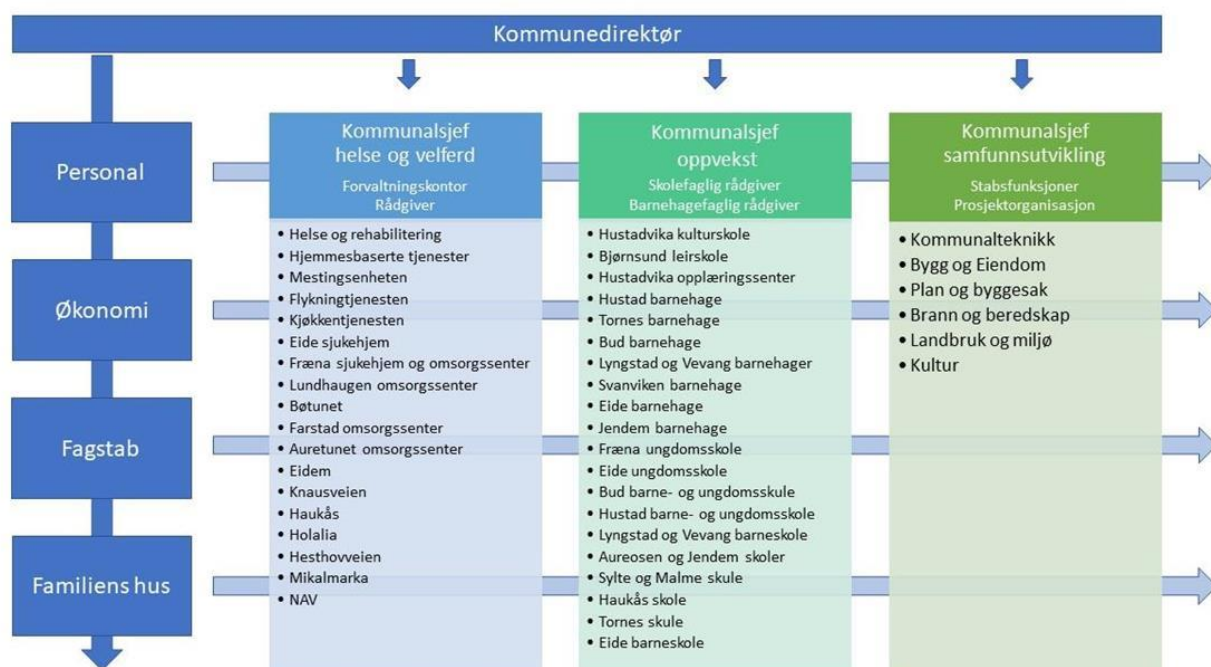 Kommunedirektør
Personal
Økonomi
Fagstab
Familiens hus
Kommunalsjef
helse og velferd
Forvaltningskontor
Rådgiver
• Helse og rehabilitering
• Hjemmesbaserte tjenester
• Mestingsenheten
• Flykningtjenesten
• Kjøkkentjenesten
• Eide sjukehjem
• Fræna sjukehjem og omsorgssenter
• Lundhaugen omsorgssenter
• Bøtunet
• Farstad omsorgssenter
• Auretunet omsorgssenter
• Eidem
• Knausveien
• Haukås
• Holalia
• Hesthovveien
• Mikalmarka
• NAV
Kommunalsjef
oppvekst
Skolefaglig rådgiver
Barnehagefaglig rådgiver
• Hustadvika kulturskole
• Bjørnsund leirskole
• Hustadvika opplæringssenter
• Hustad barnehage
• Tornes barnehage
• Bud barnehage
• Lyngstad og Vevang barnehager
• Svanviken barnehage
• Eide barnehage
• Jendem barnehage
• Fræna ungdomsskole
• Eide ungdomsskole
• Bud barne- og ungdomsskule
• Hustad barne- og ungdomsskole
• Lyngstad og Vevang barneskole
• Aureosen og Jendem skoler
• Sylte og Malme skule
• Haukås skole
• Tornes skule
• Eide barneskole
Kommunalsjef
samfunnsutvikling
Stabsfunksjoner
Prosjektorganisasjon
• Kommunalteknikk
• Bygg og Eiendom
• Plan og byggesak
• Brann og beredskap
• Landbruk og miljø
• Kultur